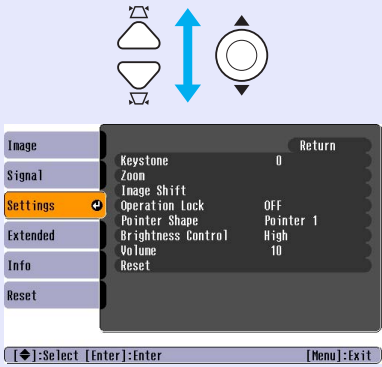 Image
Signal
Settings
Extended
Info
Reset
Return
Keystone 0
Zoom
Image Shift
Operation Lock OFF
Pointer Shape Pointer 1
Brightness Control High
Volume 10
Reset
[◆]:Select [Enter]:Enter [Menu]:Exit